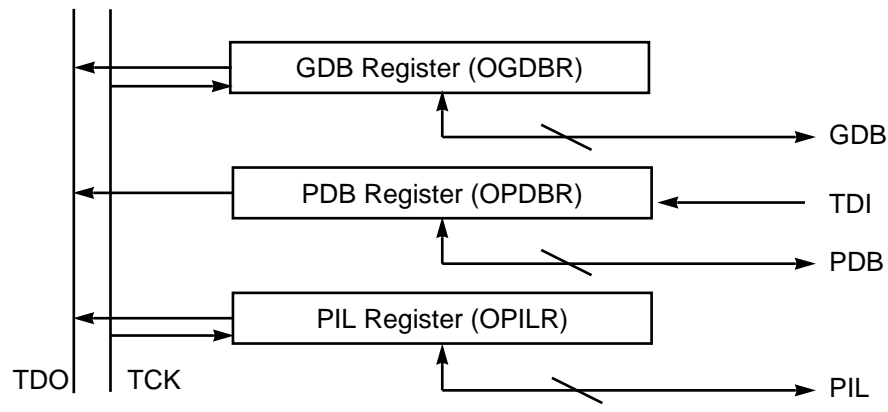 GDB Register (OGDBR)
GDB
PDB Register (OPDBR)
TDI
PDB
PIL Register (OPILR)
TDO
TCK
PIL